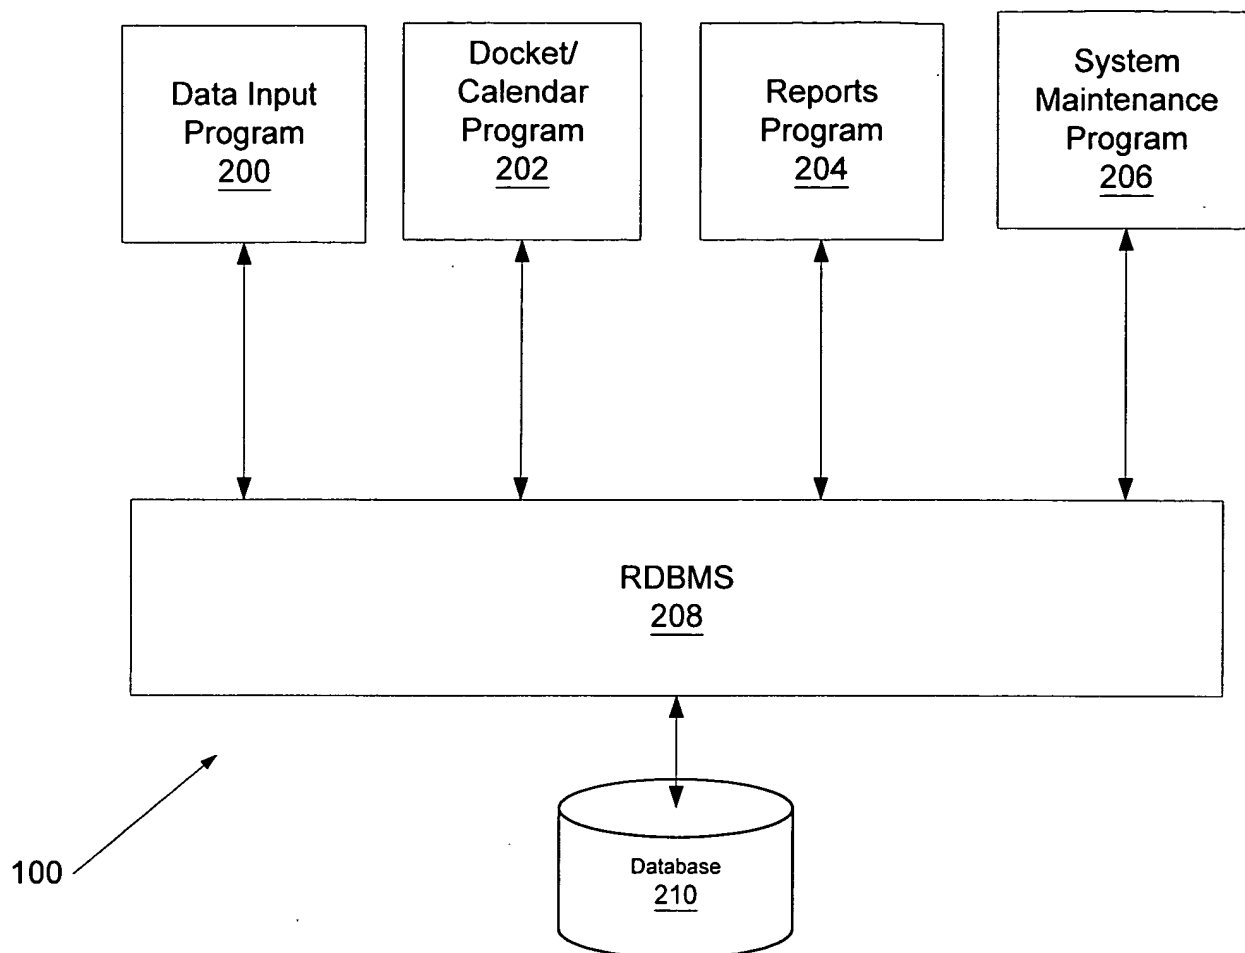 Data Input
Program
200
Docket/
Calendar
Program
202
Reports
Program
204
System
Maintenance
Program
206
RDBMS
208
100
Database
210